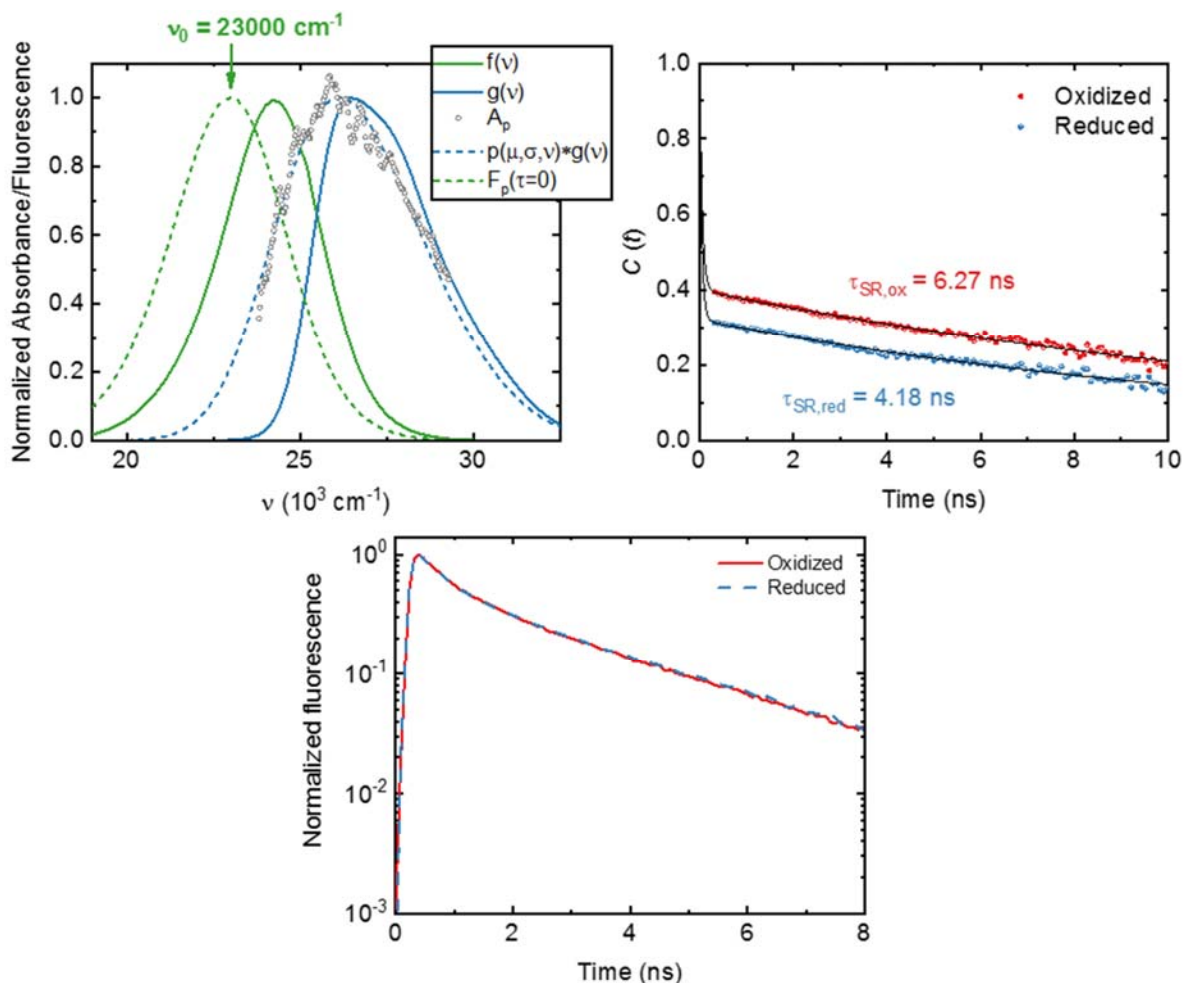 ν₀ = 23000 cm⁻¹
Normalized Absorbance/Fluorescence
1.0
0.8
0.6
0.4
0.2
0.0
f(ν)
g(ν)
Aₚ
p(μ,σ,ν)*g(ν)
Fₚ(τ=0)
20 25 30
ν (10³ cm⁻¹)
C (t)
1.0
0.8
0.6
0.4
0.2
0.0
Oxidized
Reduced
τSR,ox = 6.27 ns
τSR,red = 4.18 ns
0 2 4 6 8 10
Time (ns)
Normalized fluorescence
10⁰
10⁻¹
10⁻²
10⁻³
Oxidized
Reduced
0 2 4 6 8
Time (ns)